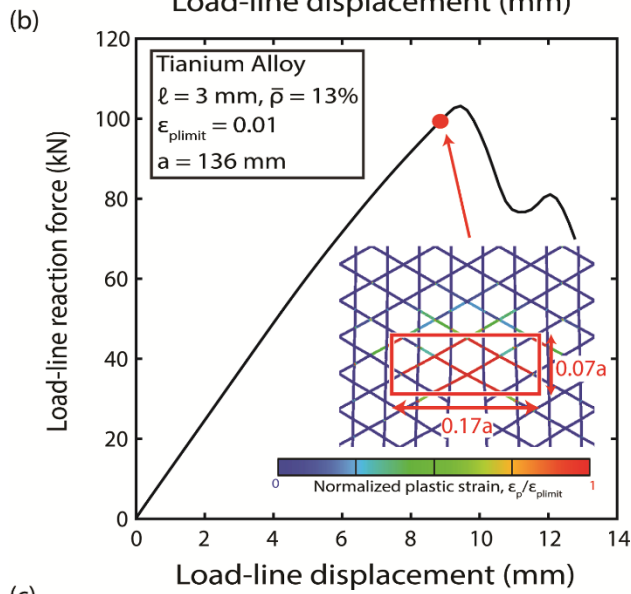 Load-line displacement (mm)
(b)
120
100
80
60
40
20
0
Load-line reaction force (kN)
Tianium Alloy
ℓ = 3 mm, ρ̄ = 13%
εplimit = 0.01
a = 136 mm
0.07a
0.17a
0 Normalized plastic strain, εp/εplimit 1
0 2 4 6 8 10 12 14
Load-line displacement (mm)
(c)